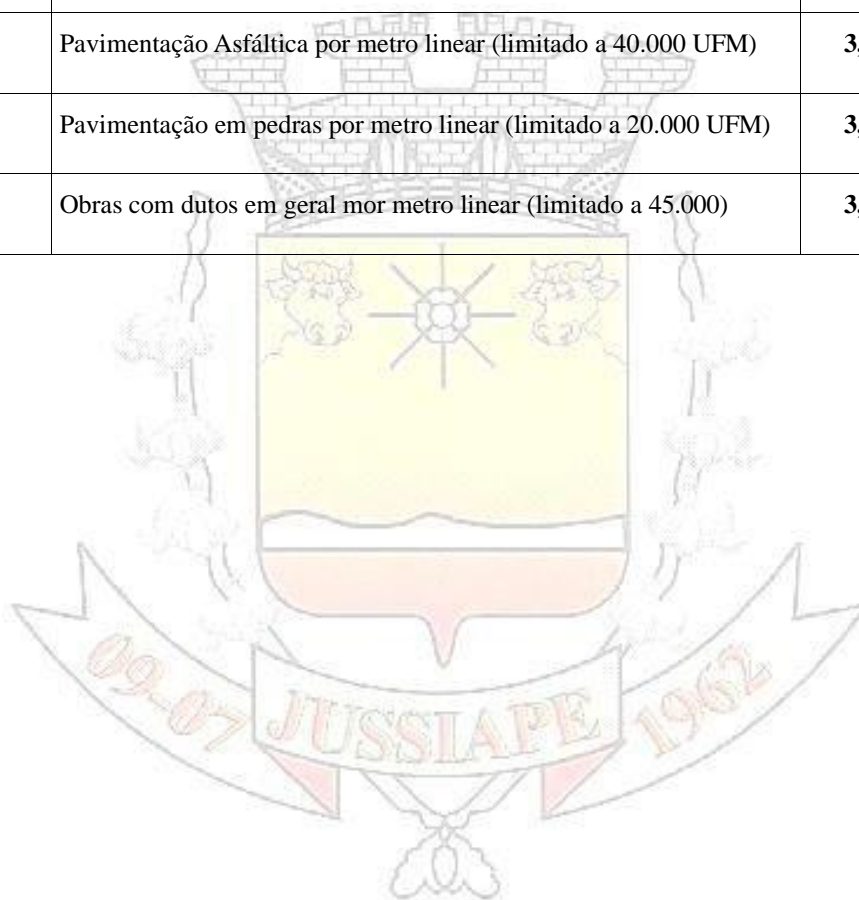 Pavimentação Asfáltica por metro linear (limitado a 40.000 UFM) 3,
Pavimentação em pedras por metro linear (limitado a 20.000 UFM) 3,
Obras com dutos em geral mor metro linear (limitado a 45.000) 3,
09-07 JUSSIAPE 1962